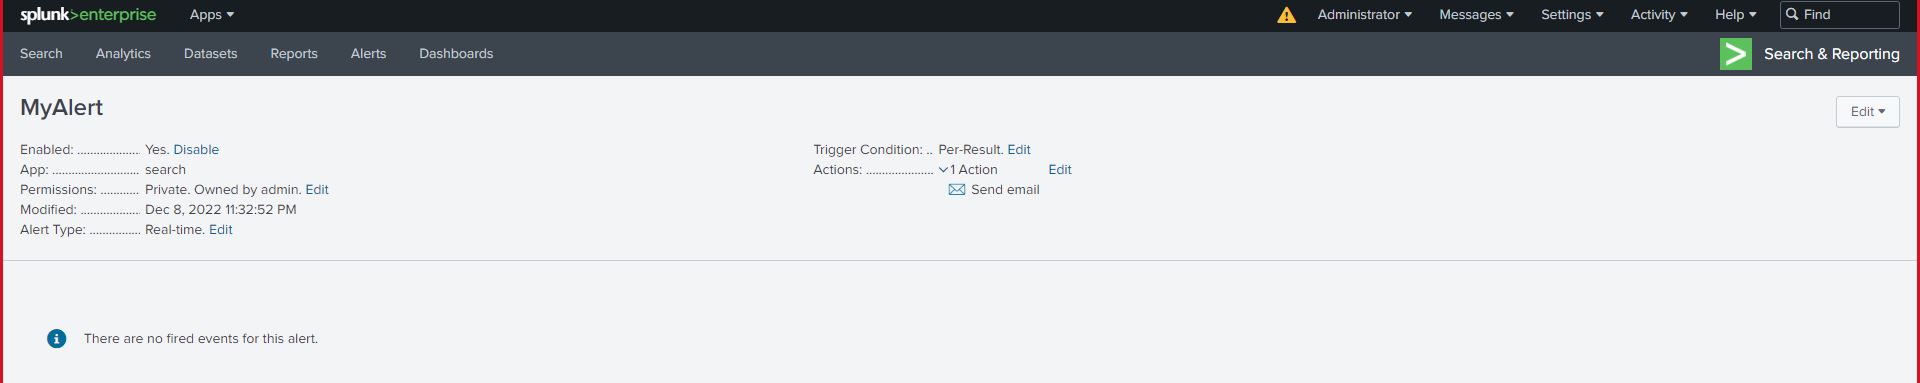 splunk>enterprise Apps Administrator Messages Settings Activity Help Find
Search Analytics Datasets Reports Alerts Dashboards Search & Reporting
MyAlert
Edit
Enabled: .................... Yes. Disable
App: ........................... search
Permissions: ............ Private. Owned by admin. Edit
Modified: ................... Dec 8, 2022 11:32:52 PM
Alert Type: ................ Real-time. Edit
Trigger Condition: .. Per-Result. Edit
Actions: ..................... 1 Action Edit
Send email
There are no fired events for this alert.